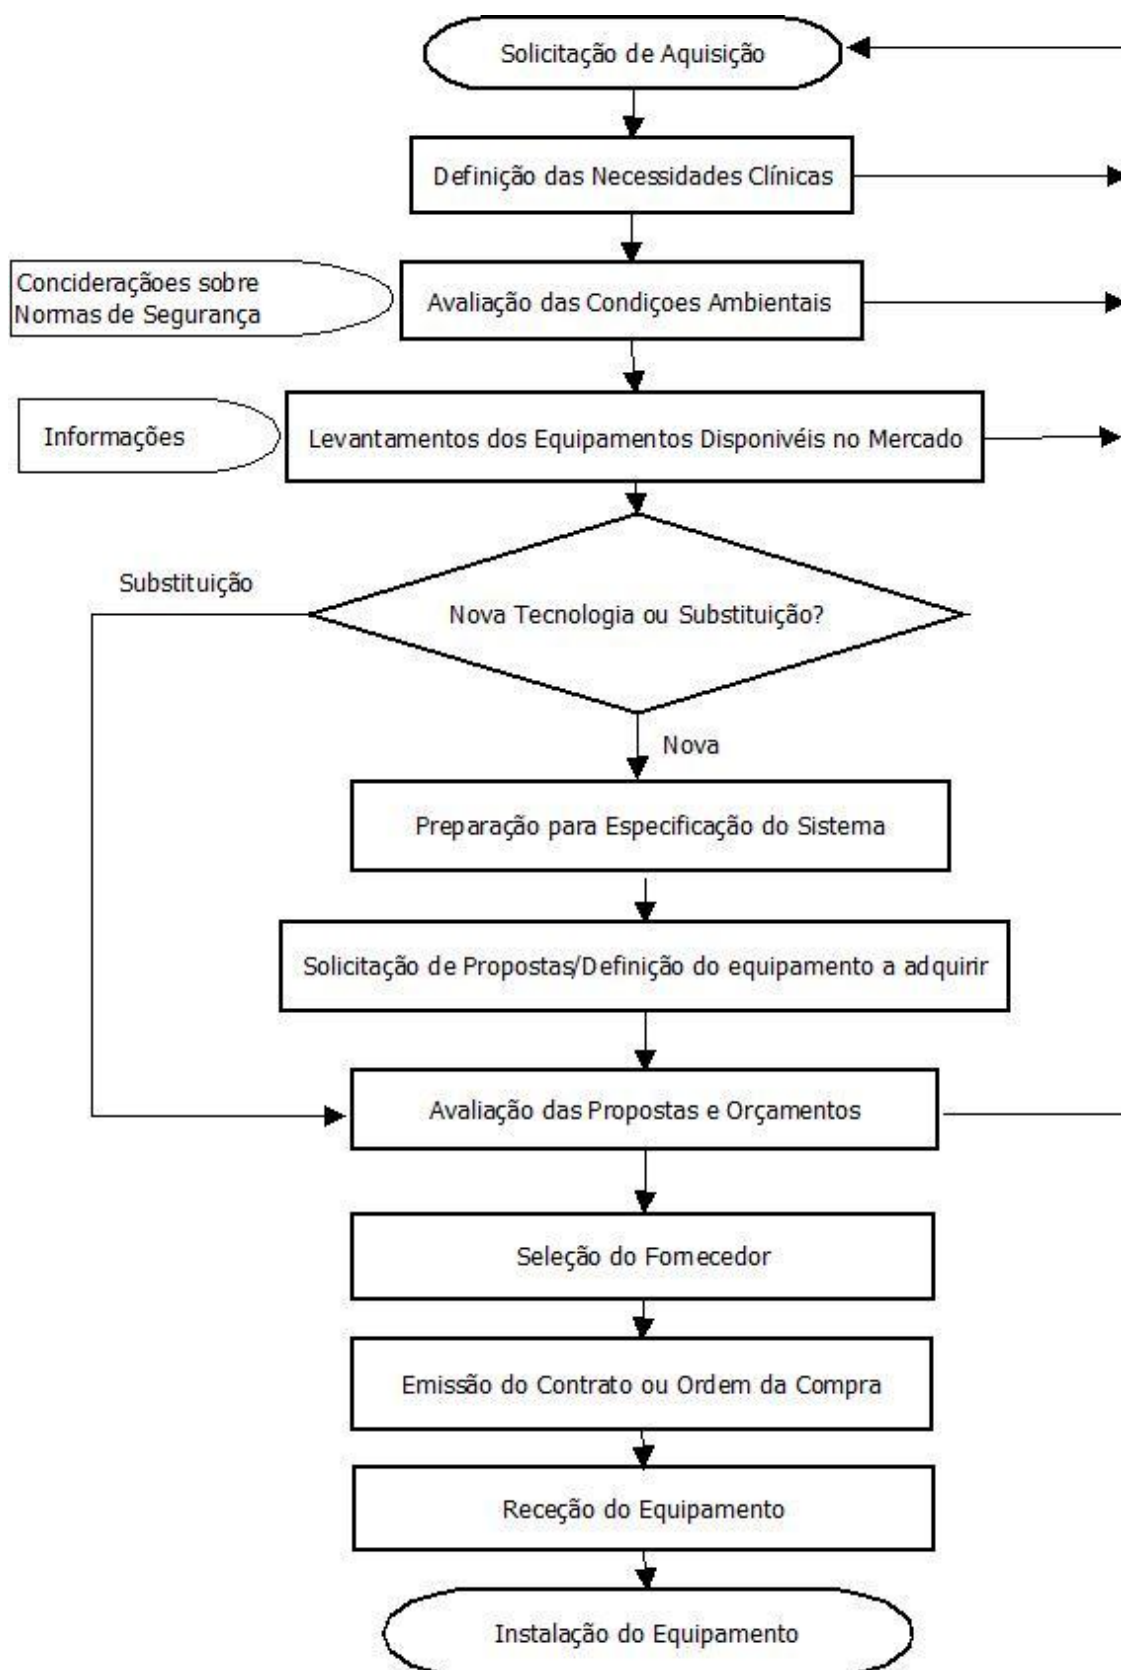 Solicitação de Aquisição
Definição das Necessidades Clínicas
Conciderações sobre
Normas de Segurança
Avaliação das Condiçoes Ambientais
Informações
Levantamentos dos Equipamentos Disponivéis no Mercado
Substituição
Nova Tecnologia ou Substituição?
Nova
Preparação para Especificação do Sistema
Solicitação de Propostas/Definição do equipamento a adquirir
Avaliação das Propostas e Orçamentos
Seleção do Fornecedor
Emissão do Contrato ou Ordem da Compra
Receção do Equipamento
Instalação do Equipamento